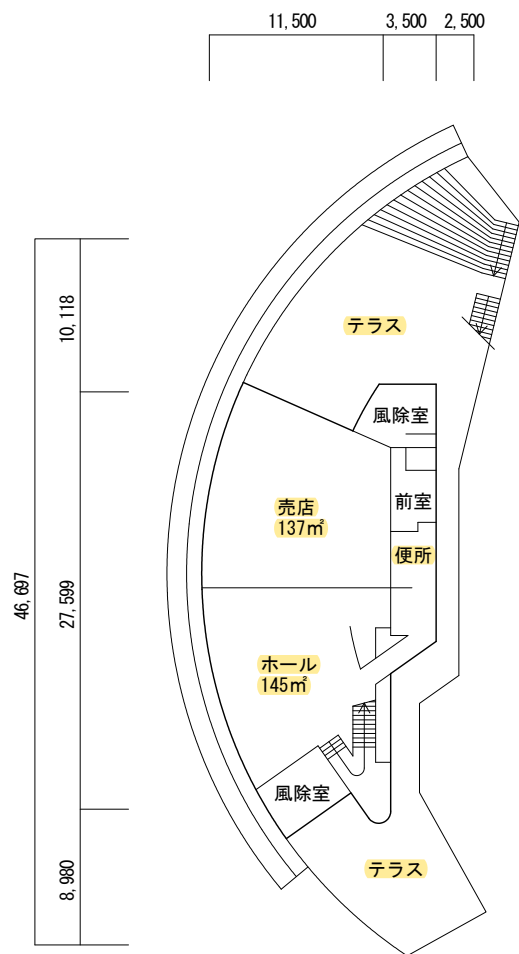 11,500
3,500
2,500
10,118
27,599
46,697
8,980
テラス
風除室
前室
売店
137㎡
便所
ホール
145㎡
風除室
テラス